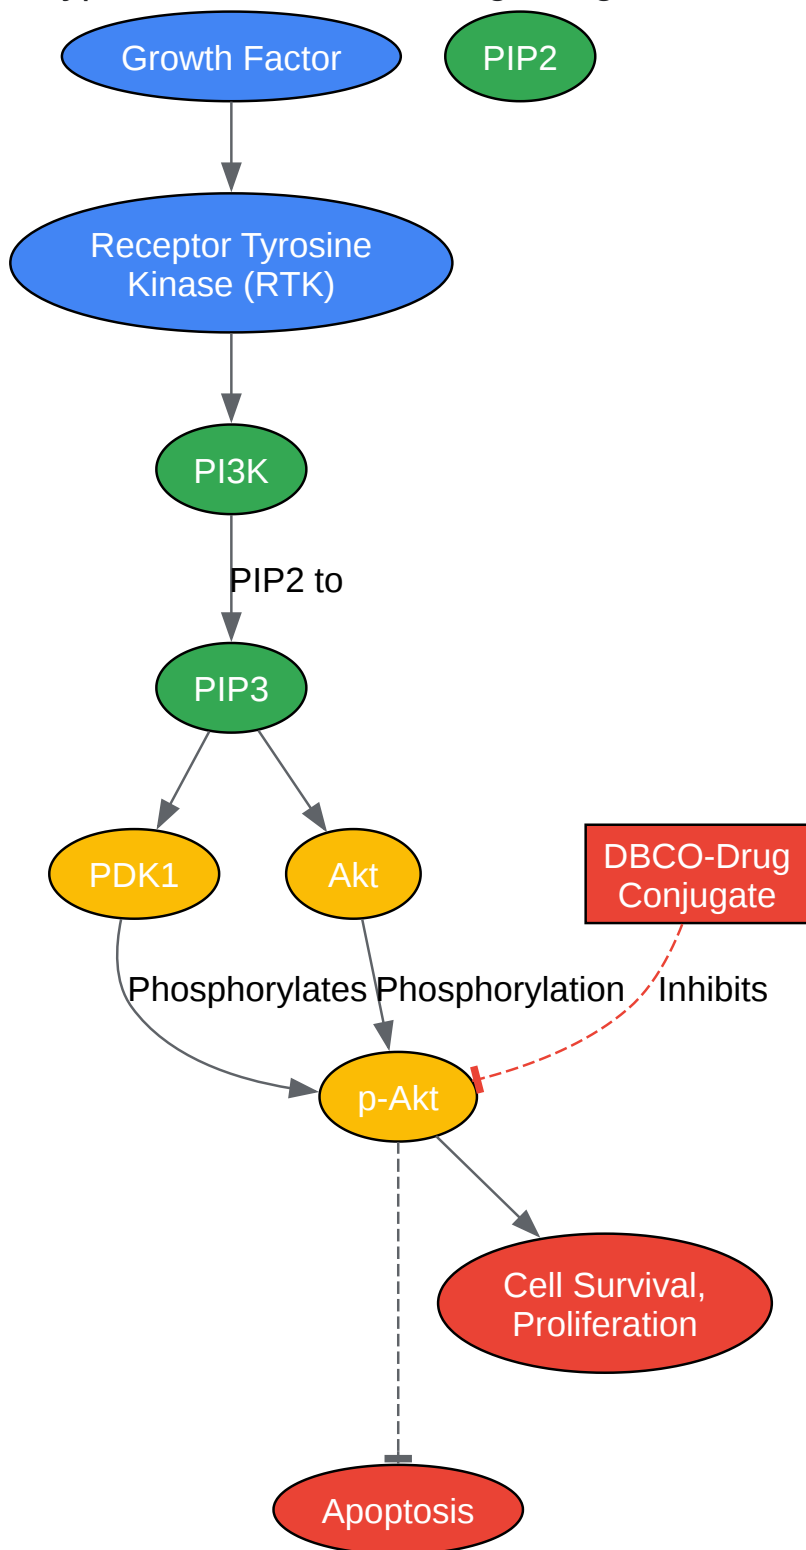 Growth Factor
PIP2
Receptor Tyrosine
Kinase (RTK)
PI3K
PIP2 to
PIP3
PDK1
Akt
DBCO-Drug
Conjugate
Phosphorylates
Phosphorylation
Inhibits
p-Akt
Cell Survival,
Proliferation
Apoptosis